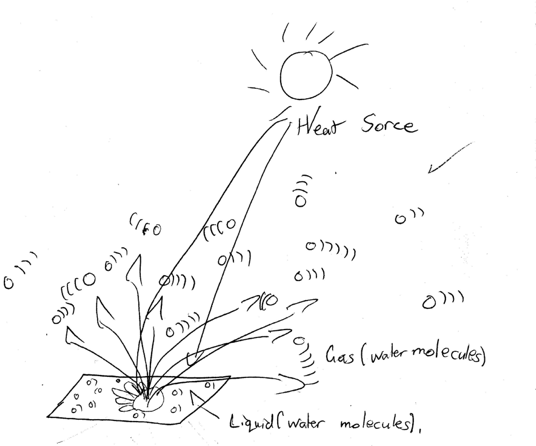 Heat Sorce
Gas (water molecules)
Liquid (water molecules).